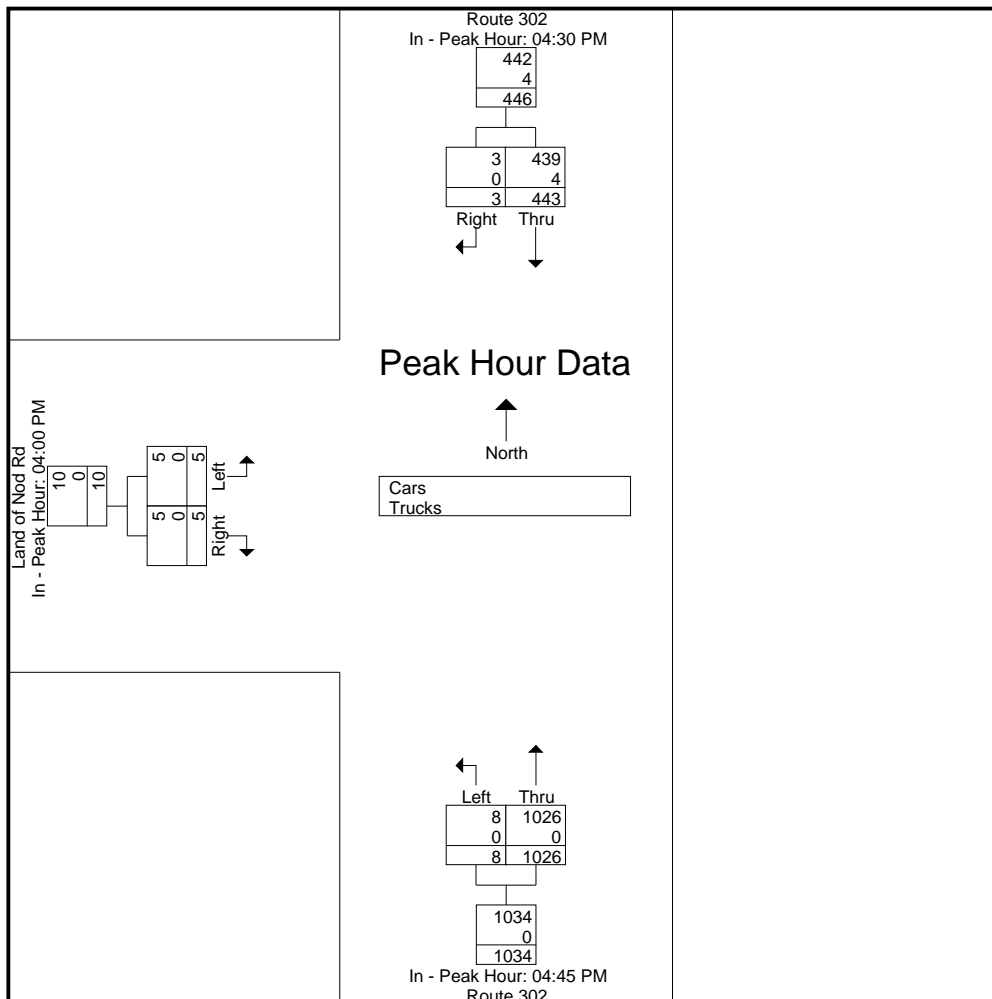 Route 302
In - Peak Hour: 04:30 PM
442
4
446
3 439
0 4
3 443
Right Thru
Peak Hour Data
North
Cars
Trucks
Land of Nod Rd
In - Peak Hour: 04:00 PM
10
0
10
5 5
0 0
5 5
Right Left
Left Thru
8 1026
0 0
8 1026
1034
0
1034
In - Peak Hour: 04:45 PM
Route 302